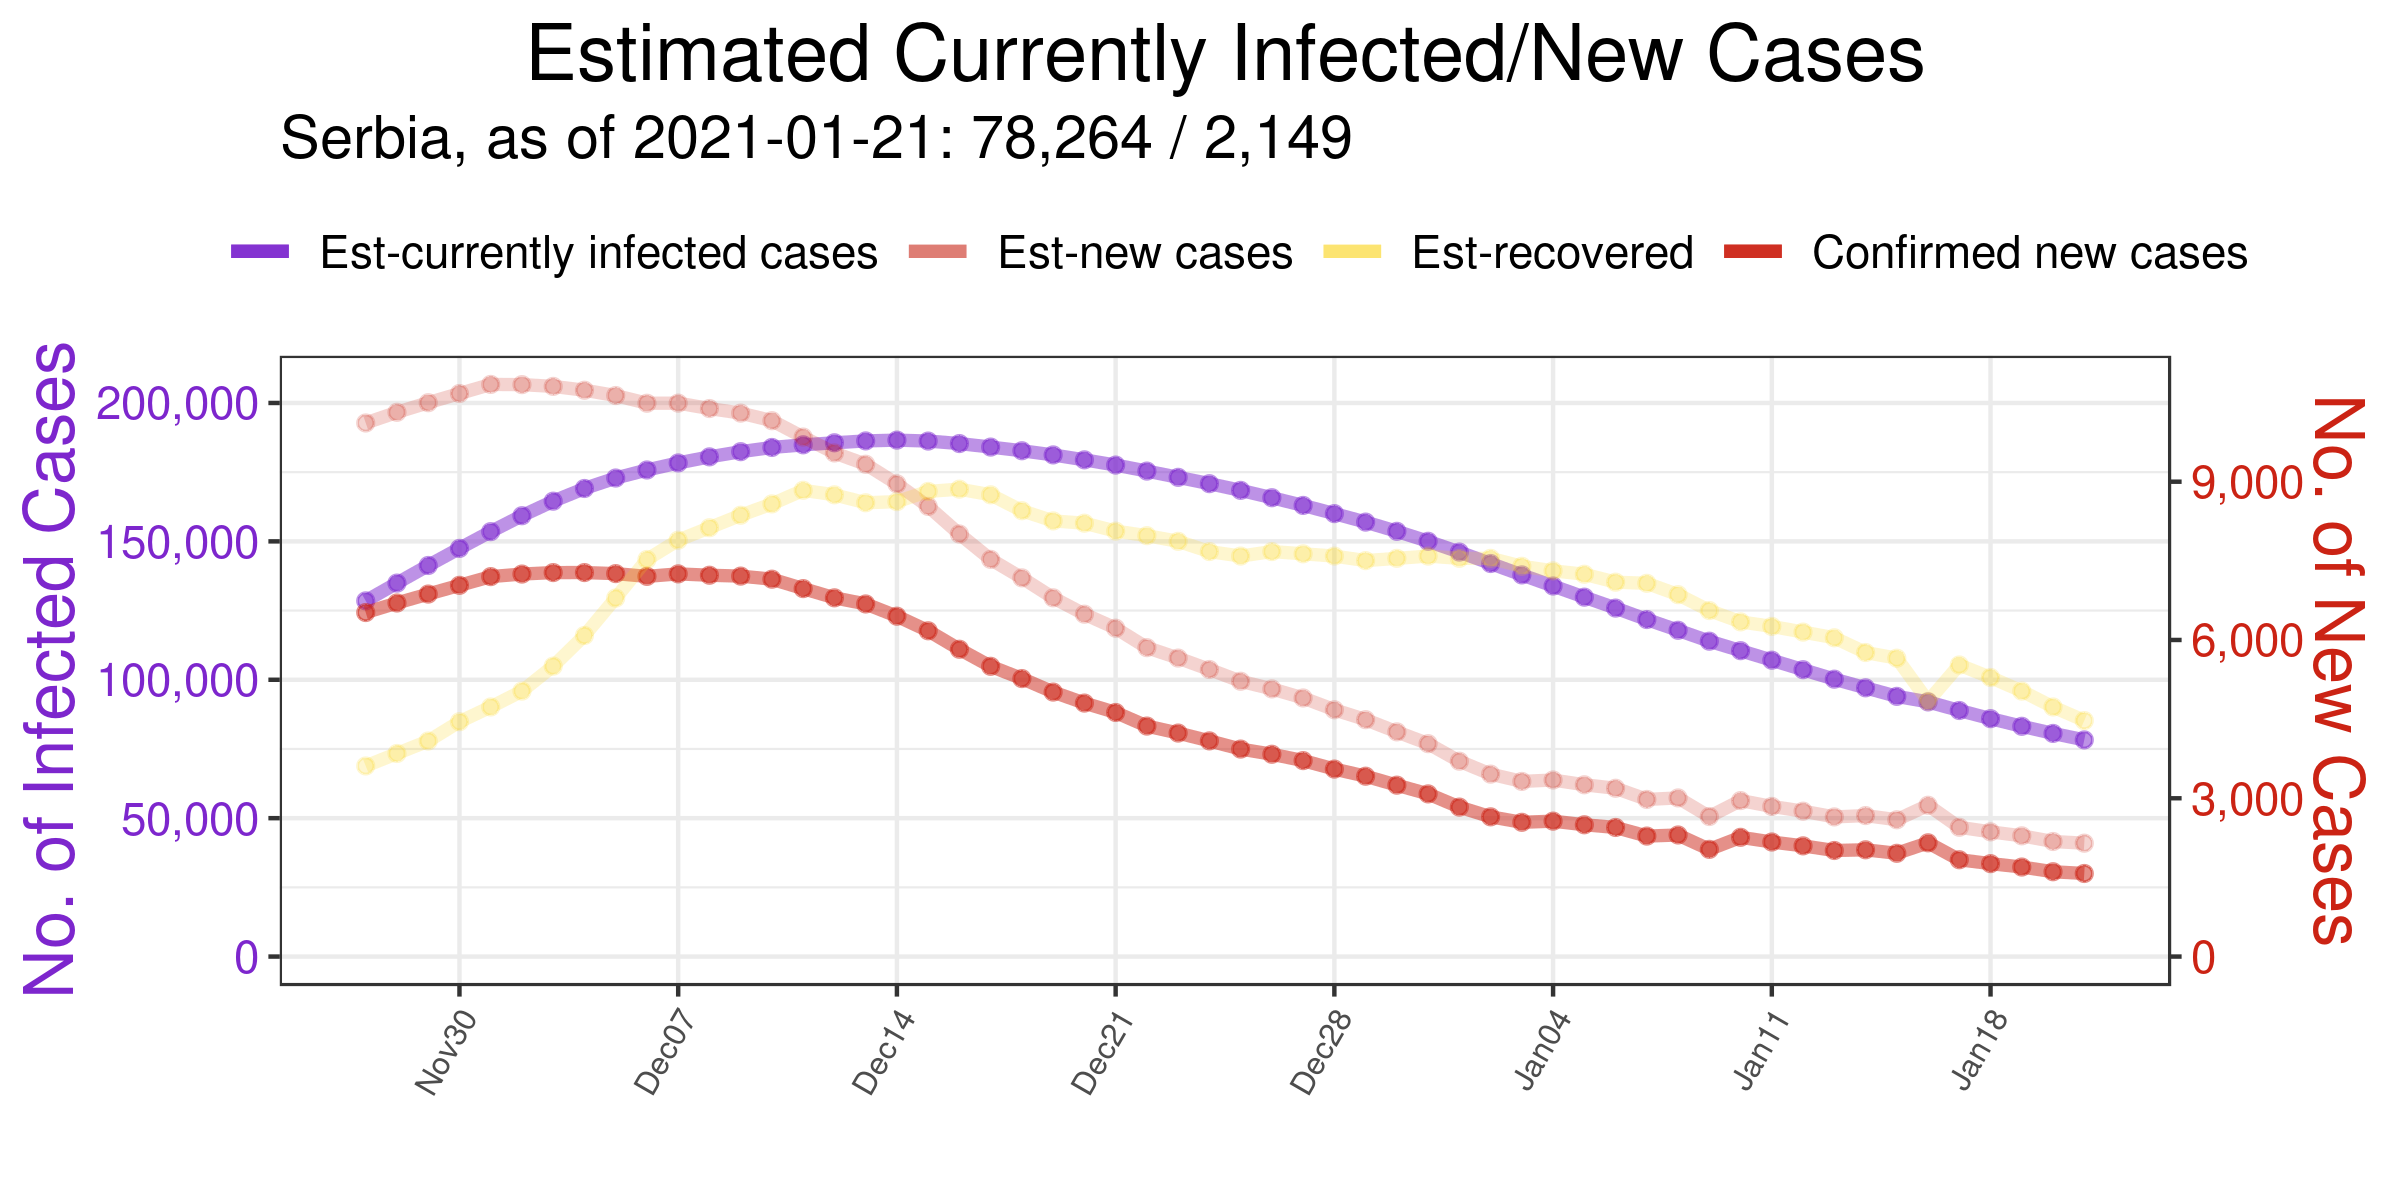 Estimated Currently Infected/New Cases
Serbia, as of 2021-01-21: 78,264 / 2,149
Est-currently infected cases Est-new cases Est-recovered Confirmed new cases
No. of Infected Cases
200,000
150,000
100,000
50,000
0
No. of New Cases
9,000
6,000
3,000
0
Nov30 Dec07 Dec14 Dec21 Dec28 Jan04 Jan11 Jan18